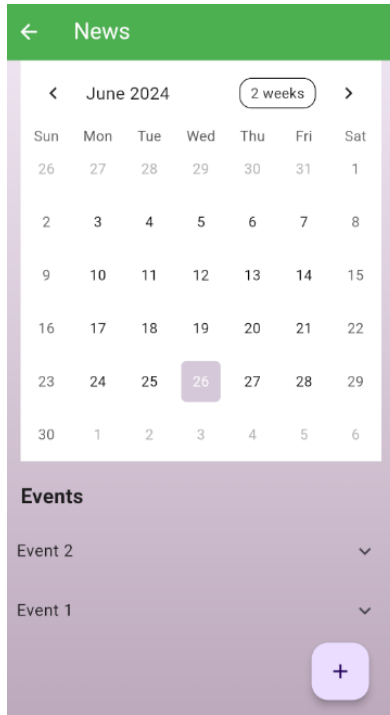 News
June 2024 2 weeks
Sun Mon Tue Wed Thu Fri Sat
26 27 28 29 30 31 1
2 3 4 5 6 7 8
9 10 11 12 13 14 15
16 17 18 19 20 21 22
23 24 25 26 27 28 29
30 1 2 3 4 5 6
Events
Event 2
Event 1
+